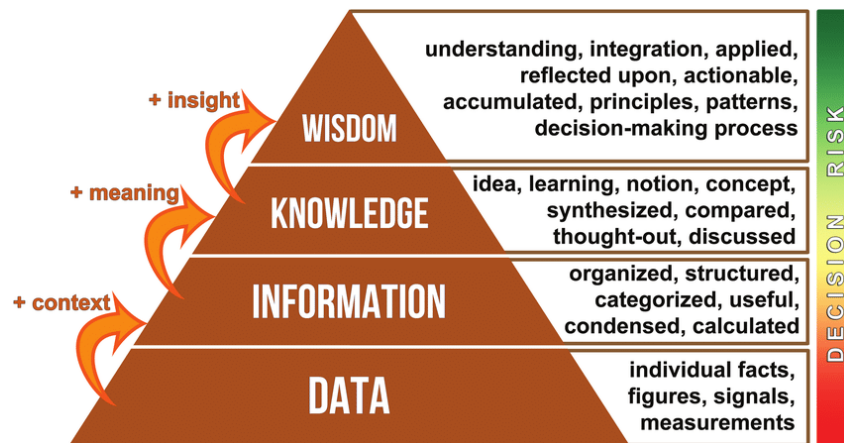 understanding, integration, applied,
reflected upon, actionable,
accumulated, principles, patterns,
decision-making process
+ insight
WISDOM
idea, learning, notion, concept,
synthesized, compared,
thought-out, discussed
+ meaning
KNOWLEDGE
organized, structured,
categorized, useful,
condensed, calculated
+ context
INFORMATION
individual facts,
figures, signals,
measurements
DATA
DECISION RISK